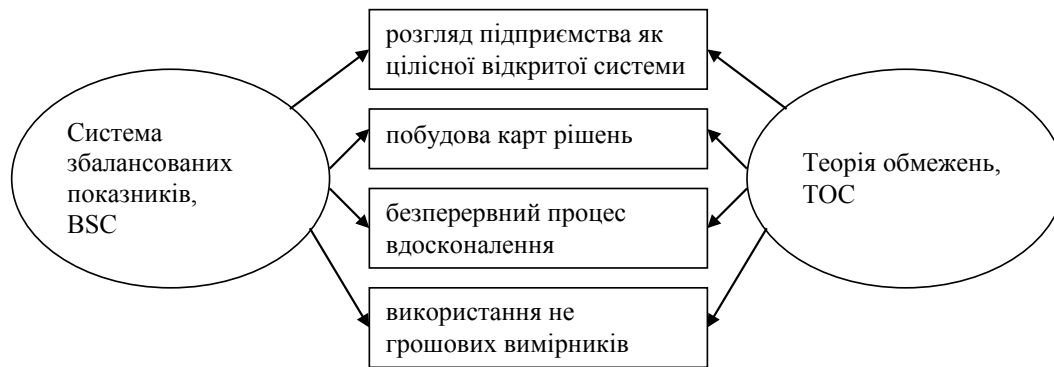 Система
збалансованих
показників,
BSC
розгляд підприємства як
цілісної відкритої системи
побудова карт рішень
безперервний процес
вдосконалення
використання не
грошових вимірників
Теорія обмежень,
ТОС